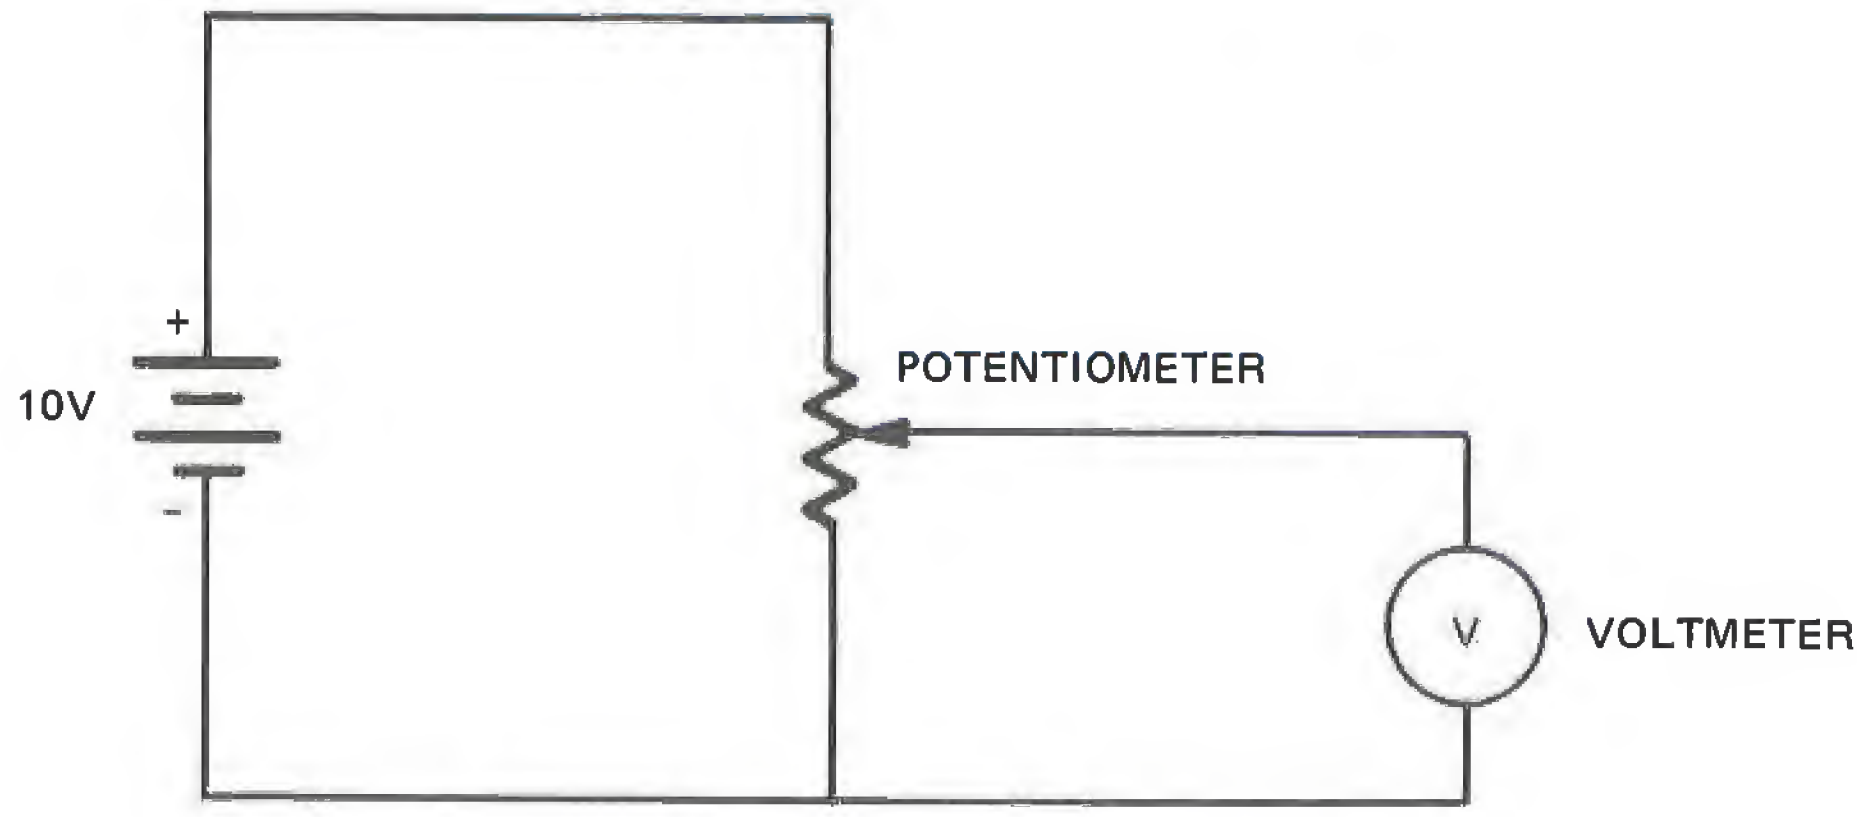 +
POTENTIOMETER
10V
-
V
VOLTMETER